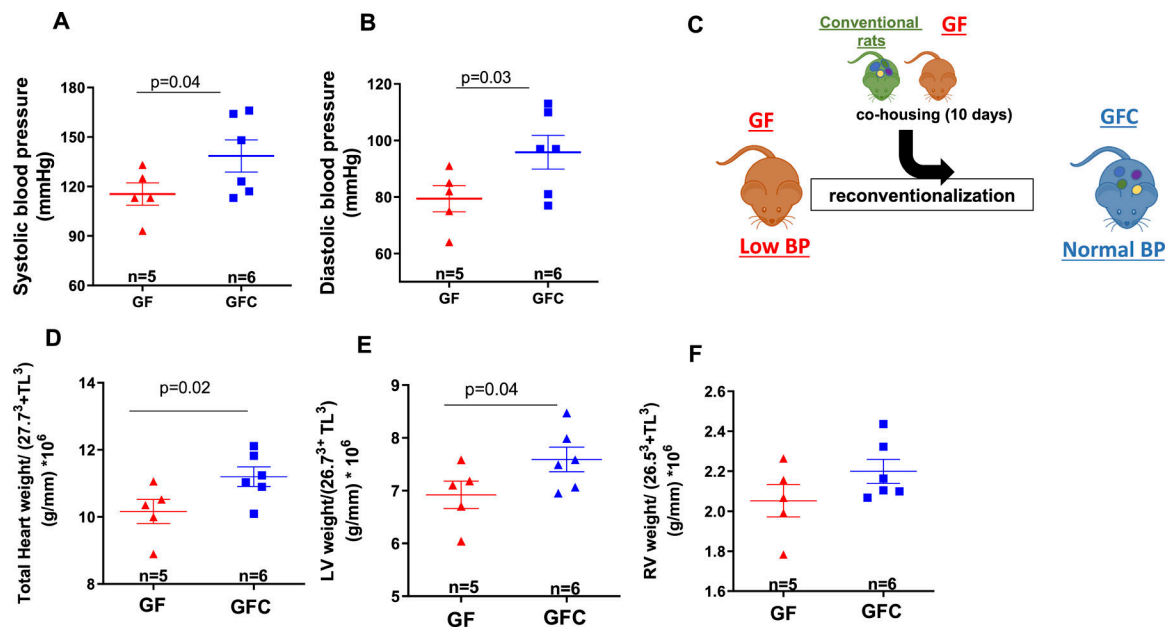 A
Systolic blood pressure
(mmHg)
p=0.04
180
150
120
90
60
n=5
n=6
GF
GFC
B
Diastolic blood pressure
(mmHg)
p=0.03
120
100
80
60
n=5
n=6
GF
GFC
C
Conventional
rats
GF
co-housing (10 days)
GF
GFC
reconventionalization
Low BP
Normal BP
D
Total Heart weight/ (27.7³+TL³)
(g/mm) *10⁶
p=0.02
14
12
10
8
n=5
n=6
GF
GFC
E
LV weight/(26.7³⁺ TL³)
(g/mm) * 10⁶
p=0.04
9
8
7
6
5
n=5
n=6
GF
GFC
F
RV weight/ (26.5³+TL³)
(g/mm) *10⁶
2.6
2.4
2.2
2.0
1.8
1.6
n=5
n=6
GF
GFC